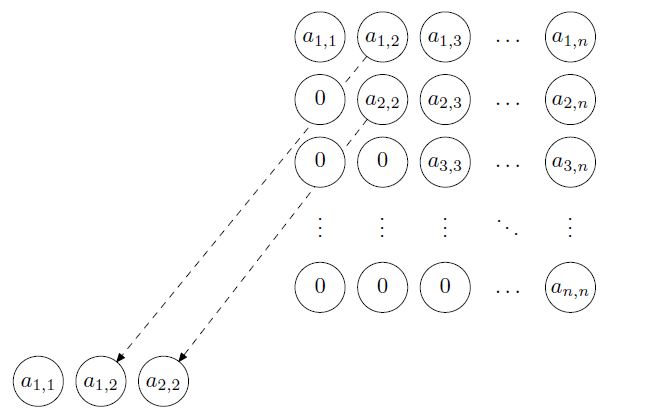 a1,1 a1,2 a1,3 … a1,n
0 a2,2 a2,3 … a2,n
0 0 a3,3 … a3,n
⋮ ⋮ ⋮ ⋱ ⋮
0 0 0 … an,n
a1,1 a1,2 a2,2